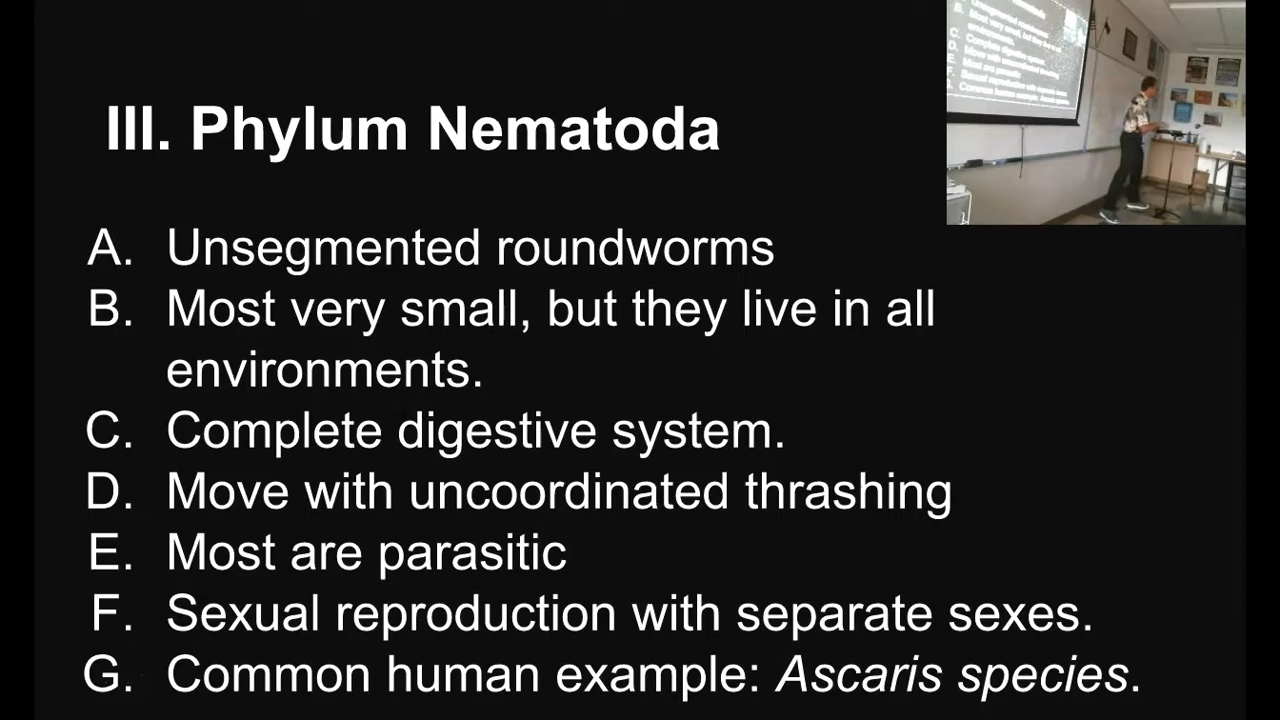 III. Phylum Nematoda
A. Unsegmented roundworms
B. Most very small, but they live in all
environments.
C. Complete digestive system.
D. Move with uncoordinated thrashing
E. Most are parasitic
F. Sexual reproduction with separate sexes.
G. Common human example: Ascaris species.